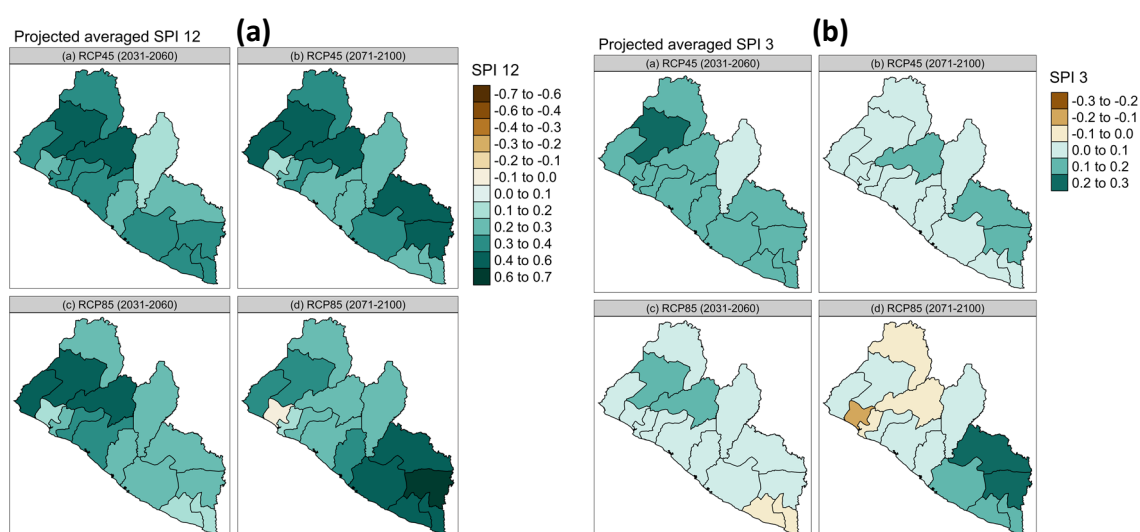 (a)
Projected averaged SPI 12
(a) RCP45 (2031-2060)
(b) RCP45 (2071-2100)
SPI 12
-0.7 to -0.6
-0.6 to -0.4
-0.4 to -0.3
-0.3 to -0.2
-0.2 to -0.1
-0.1 to 0.0
0.0 to 0.1
0.1 to 0.2
0.2 to 0.3
0.3 to 0.4
0.4 to 0.6
0.6 to 0.7
(c) RCP85 (2031-2060)
(d) RCP85 (2071-2100)
(b)
Projected averaged SPI 3
(a) RCP45 (2031-2060)
(b) RCP45 (2071-2100)
SPI 3
-0.3 to -0.2
-0.2 to -0.1
-0.1 to 0.0
0.0 to 0.1
0.1 to 0.2
0.2 to 0.3
(c) RCP85 (2031-2060)
(d) RCP85 (2071-2100)